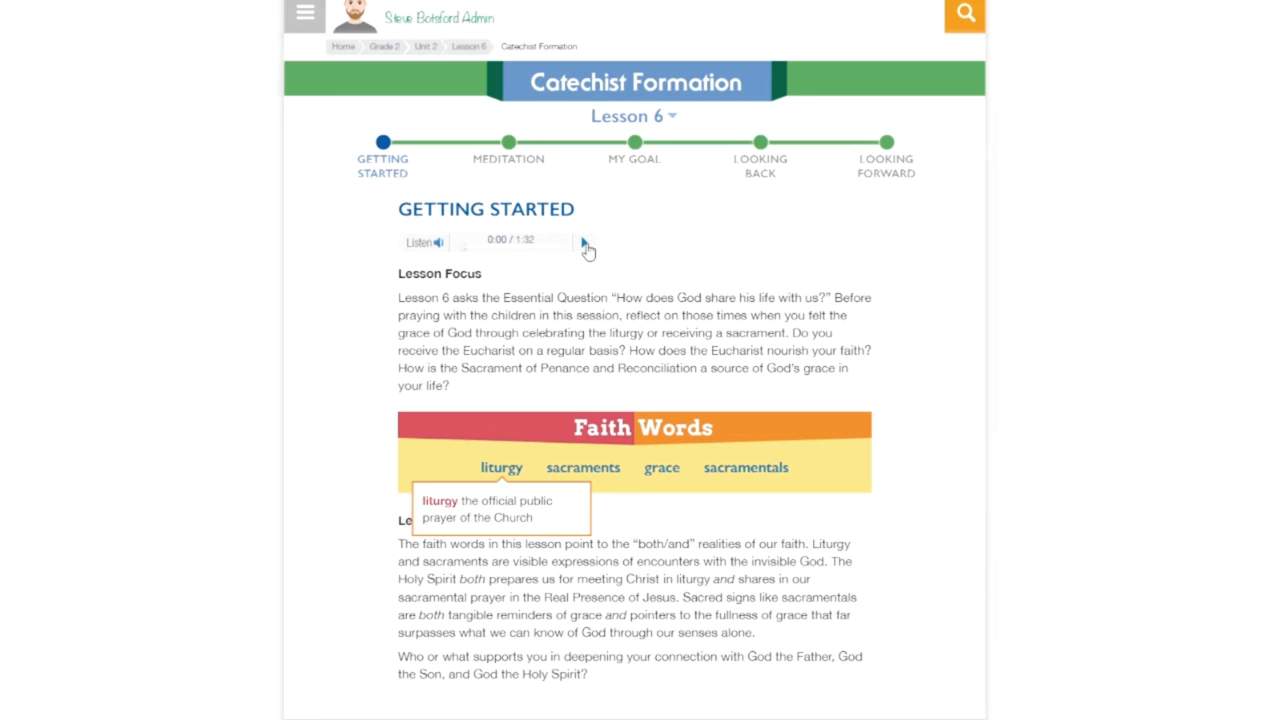 Steve Botsford Admin
Home Grade 2 Unit 2 Lesson 6 Catechist Formation
Catechist Formation
Lesson 6
GETTING STARTED
MEDITATION
MY GOAL
LOOKING BACK
LOOKING FORWARD
GETTING STARTED
Listen 0:00 / 1:32
Lesson Focus
Lesson 6 asks the Essential Question “How does God share his life with us?” Before
praying with the children in this session, reflect on those times when you felt the
grace of God through celebrating the liturgy or receiving a sacrament. Do you
receive the Eucharist on a regular basis? How does the Eucharist nourish your faith?
How is the Sacrament of Penance and Reconciliation a source of God’s grace in
your life?
Faith Words
liturgy sacraments grace sacramentals
liturgy the official public
prayer of the Church
Le
The faith words in this lesson point to the “both/and” realities of our faith. Liturgy
and sacraments are visible expressions of encounters with the invisible God. The
Holy Spirit both prepares us for meeting Christ in liturgy and shares in our
sacramental prayer in the Real Presence of Jesus. Sacred signs like sacramentals
are both tangible reminders of grace and pointers to the fullness of grace that far
surpasses what we can know of God through our senses alone.
Who or what supports you in deepening your connection with God the Father, God
the Son, and God the Holy Spirit?